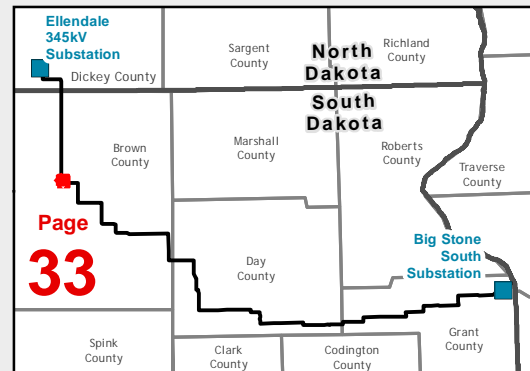 Ellendale
345kV
Substation
Dickey County
Sargent
County
North
Dakota
Richland
County
South
Dakota
Brown
County
Marshall
County
Roberts
County
Traverse
County
Page
33
Day
County
Big Stone
South
Substation
Spink
County
Clark
County
Codington
County
Grant
County